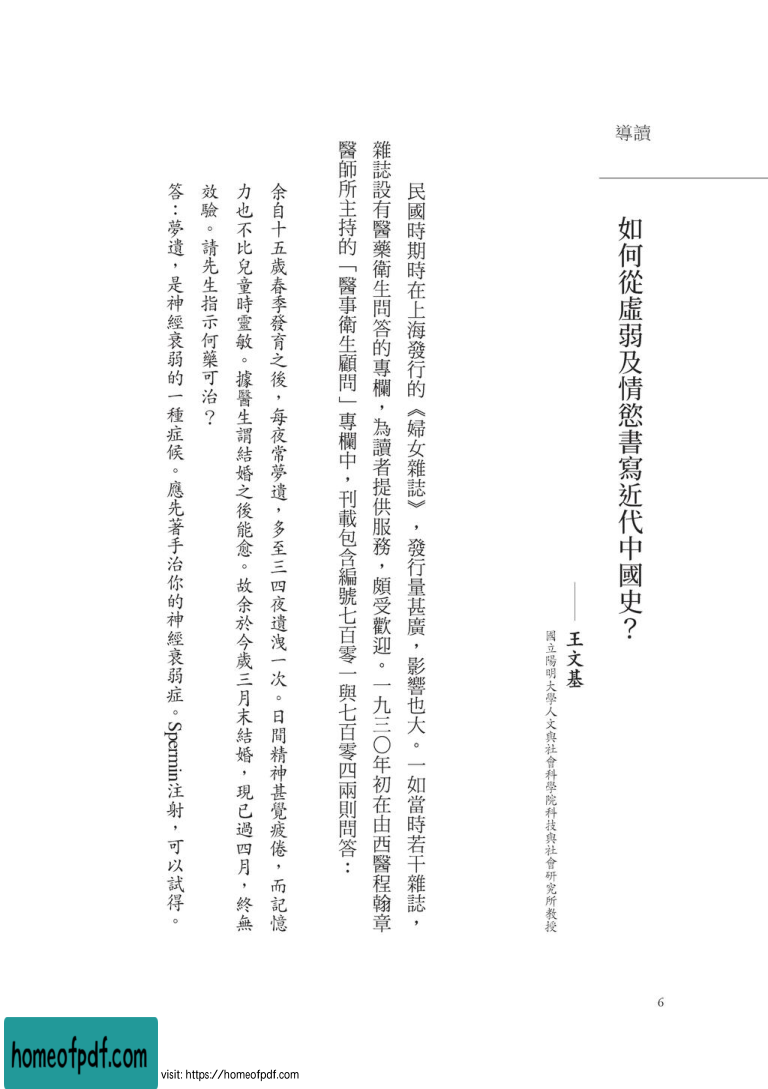 導讀
如何從虛弱及情慾書寫近代中國史？
——王文基
國立陽明大學人文與社會科學院科技與社會研究所教授
民國時期時在上海發行的《婦女雜誌》，發行量甚廣，影響也大。一如當時若干雜誌，
雜誌設有醫藥衛生問答的專欄，為讀者提供服務，頗受歡迎。一九三〇年初在由西醫程翰章
醫師所主持的「醫事衛生顧問」專欄中，刊載包含編號七百零一與七百零四兩則問答：
余自十五歲春季發育之後，每夜常夢遺，多至三四夜遺洩一次。日間精神甚覺疲倦，而記憶
力也不比兒童時靈敏。據醫生謂結婚之後能愈。故余於今歲三月末結婚，現已過四月，終無
效驗。請先生指示何藥可治？
答：夢遺，是神經衰弱的一種症候。應先著手治你的神經衰弱症。Spermin注射，可以試得。
6
homeofpdf.com
visit: https://homeofpdf.com